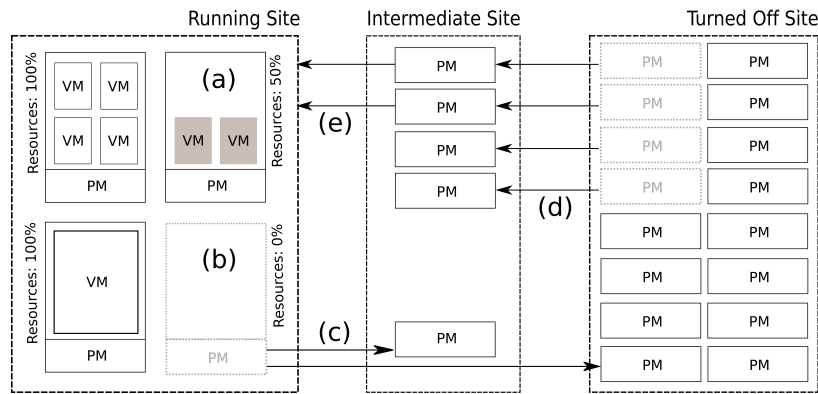 Running Site
Intermediate Site
Turned Off Site
Resources: 100%
VM VM
VM VM
PM
(a)
VM VM
PM
Resources: 50%
Resources: 100%
VM
PM
(b)
PM
Resources: 0%
(e)
(c)
PM
PM
PM
PM
PM
(d)
PM PM
PM PM
PM PM
PM PM
PM PM
PM PM
PM PM
PM PM